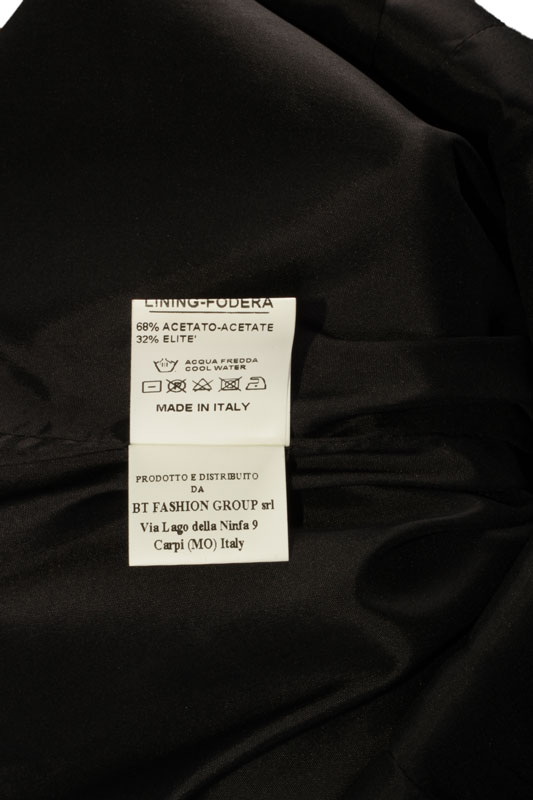 LINING-FODERA
68% ACETATO-ACETATE
32% ELITE'
ACQUA FREDDA
COOL WATER
MADE IN ITALY
PRODOTTO E DISTRIBUITO
DA
BT FASHION GROUP srl
Via Lago della Ninfa 9
Carpi (MO) Italy